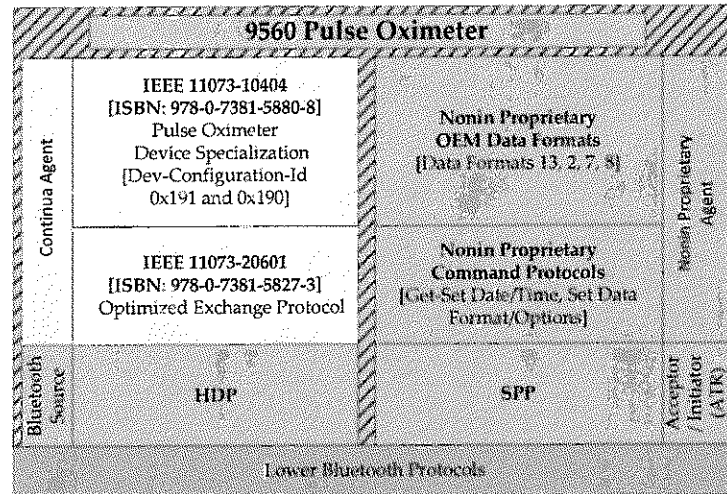 9560 Pulse Oximeter
Continua Agent
IEEE 11073-10404
[ISBN: 978-0-7381-5880-8]
Pulse Oximeter
Device Specialization
[Dev-Configuration-Id
0x191 and 0x190]
IEEE 11073-20601
[ISBN: 978-0-7381-5827-3]
Optimized Exchange Protocol
Nonin Proprietary
OEM Data Formats
[Data Formats 13, 2, 7, 8]
Nonin Proprietary
Command Protocols
[Get-Set Date/Time, Set Data
Format/Options]
Nonin Proprietary
Agent
Bluetooth
Source
HDP
SPP
Acceptor
Initiator
(ATR)
Lower Bluetooth Protocols